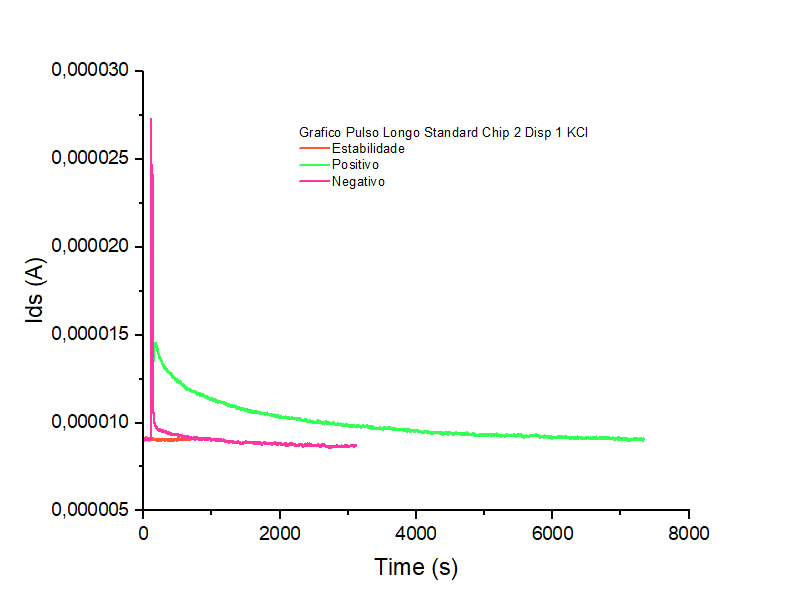 0,000030
Grafico Pulso Longo Standard Chip 2 Disp 1 KCl
Estabilidade
Positivo
Negativo
0,000025
0,000020
Ids (A)
0,000015
0,000010
0,000005
0 2000 4000 6000 8000
Time (s)